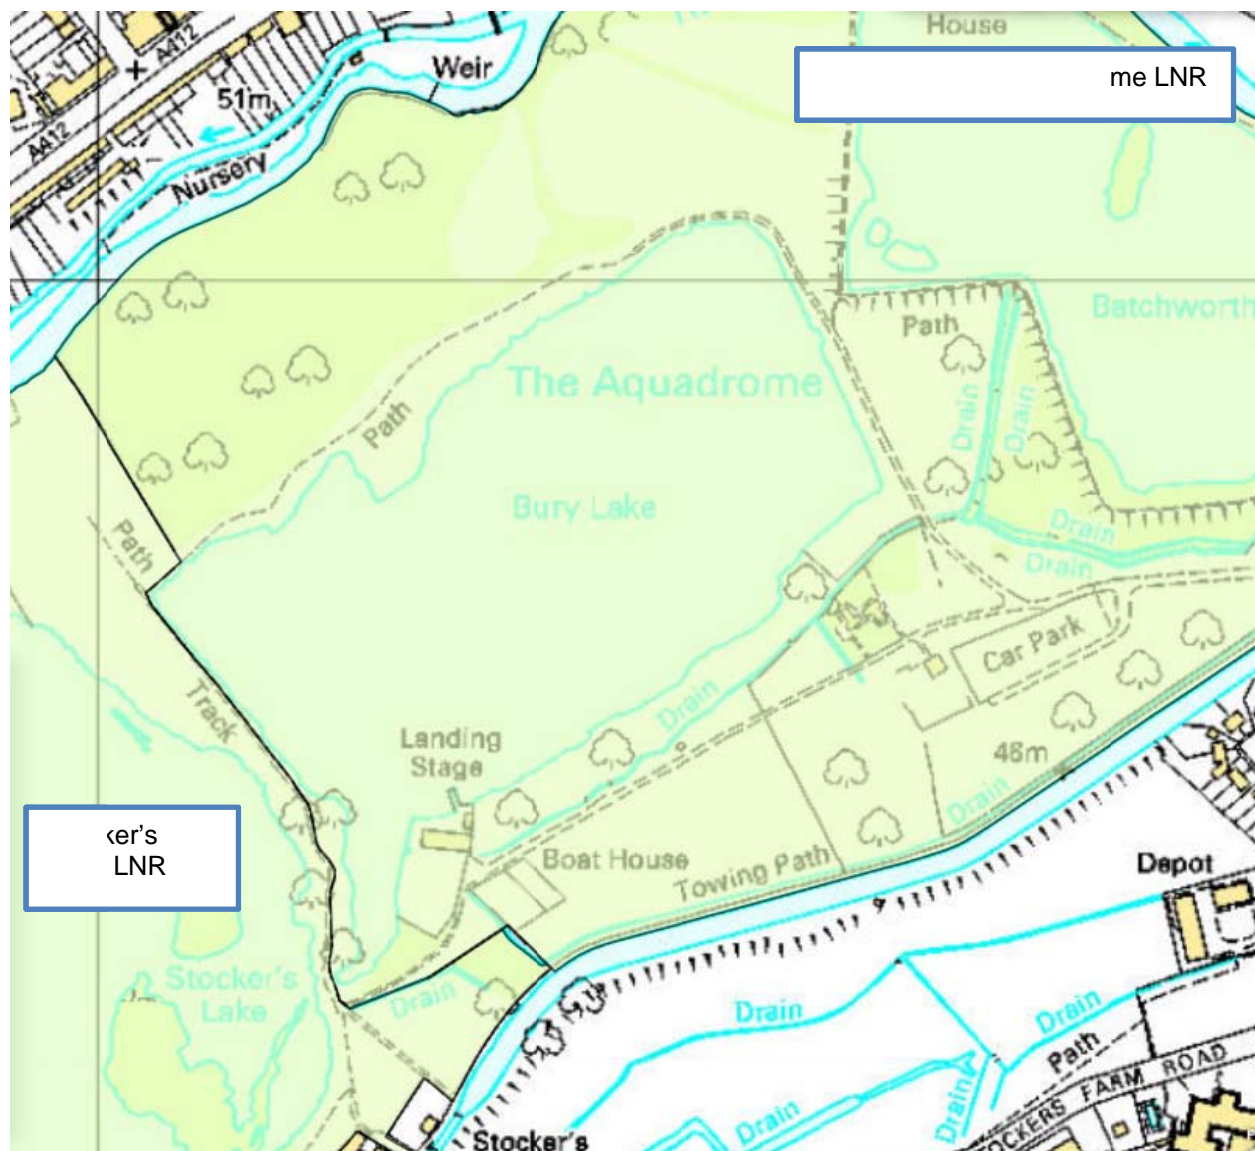 House
me LNR
A412
Weir
51m
A412
Nursery
Path
Batchworth
The Aquadrome
Drain
Drain
Path
Bury Lake
Drain
Path
Drain
Car Park
Track
Drain
Landing
Stage
46m
Drain
ker's
LNR
Boat House
Towing Path
Depot
Stocker's
Lake
Drain
Drain
Drain
Path
STOCKERS FARM ROAD
Drain
Drain
Stocker's